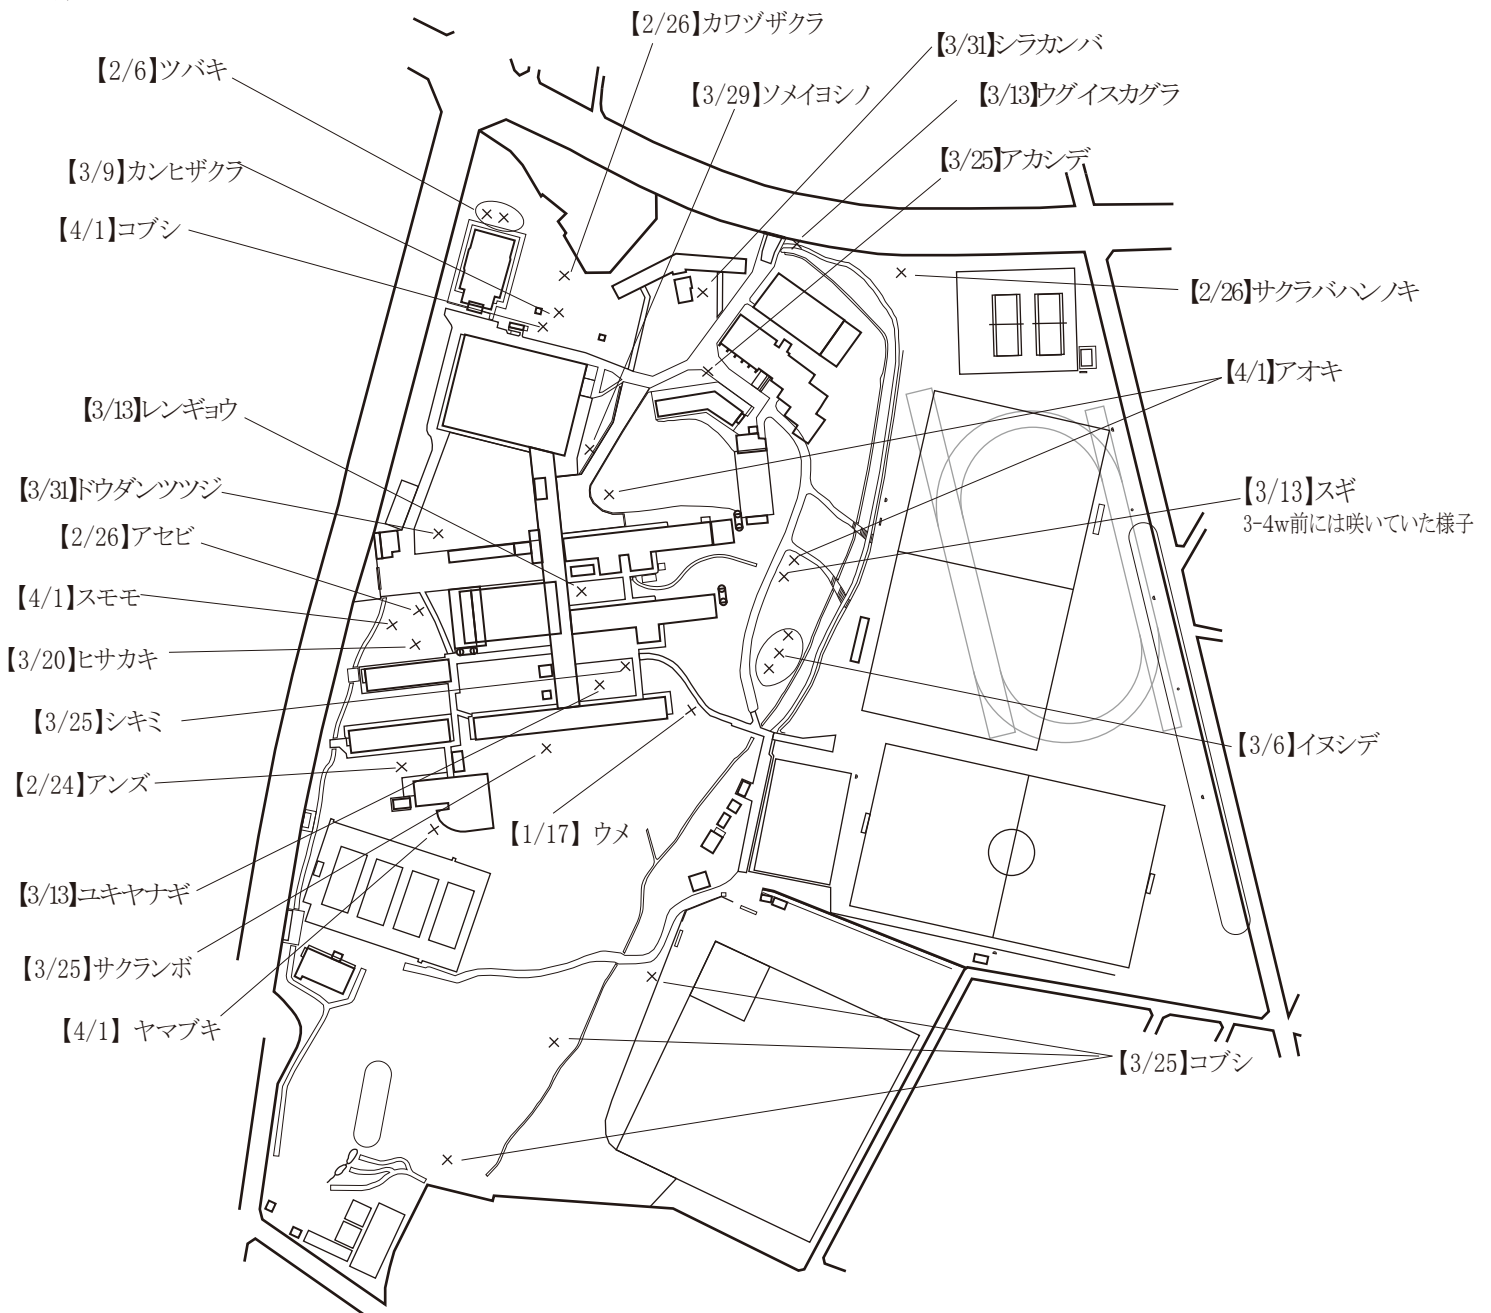 【2/26】カワヅザクラ
【3/31】シラカンバ
【2/6】ツバキ
【3/29】ソメイヨシノ
【3/13】ウグイスカグラ
【3/9】カンヒザクラ
【3/25】アカシデ
【4/1】コブシ
【2/26】サクラバハンノキ
【4/1】アオキ
【3/13】レンギョウ
【3/31】ドウダンツツジ
【3/13】スギ
3-4w前には咲いていた様子
【2/26】アセビ
【4/1】スモモ
【3/20】ヒサカキ
【3/25】シキミ
【3/6】イヌシデ
【2/24】アンズ
【1/17】 ウメ
【3/13】ユキヤナギ
【3/25】サクランボ
【4/1】 ヤマブキ
【3/25】コブシ